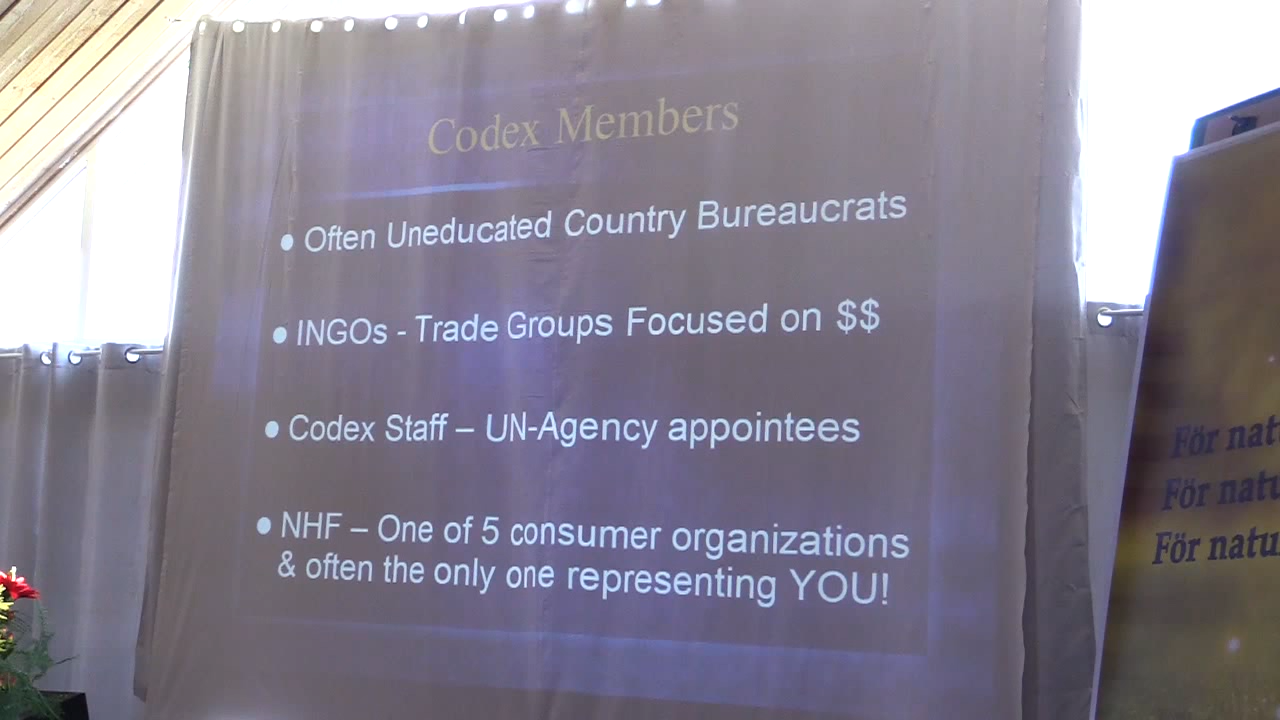 Codex Members
● Often Uneducated Country Bureaucrats
● INGOs - Trade Groups Focused on $$
● Codex Staff – UN-Agency appointees
● NHF – One of 5 consumer organizations
& often the only one representing YOU!
För nat
För natu
För natu